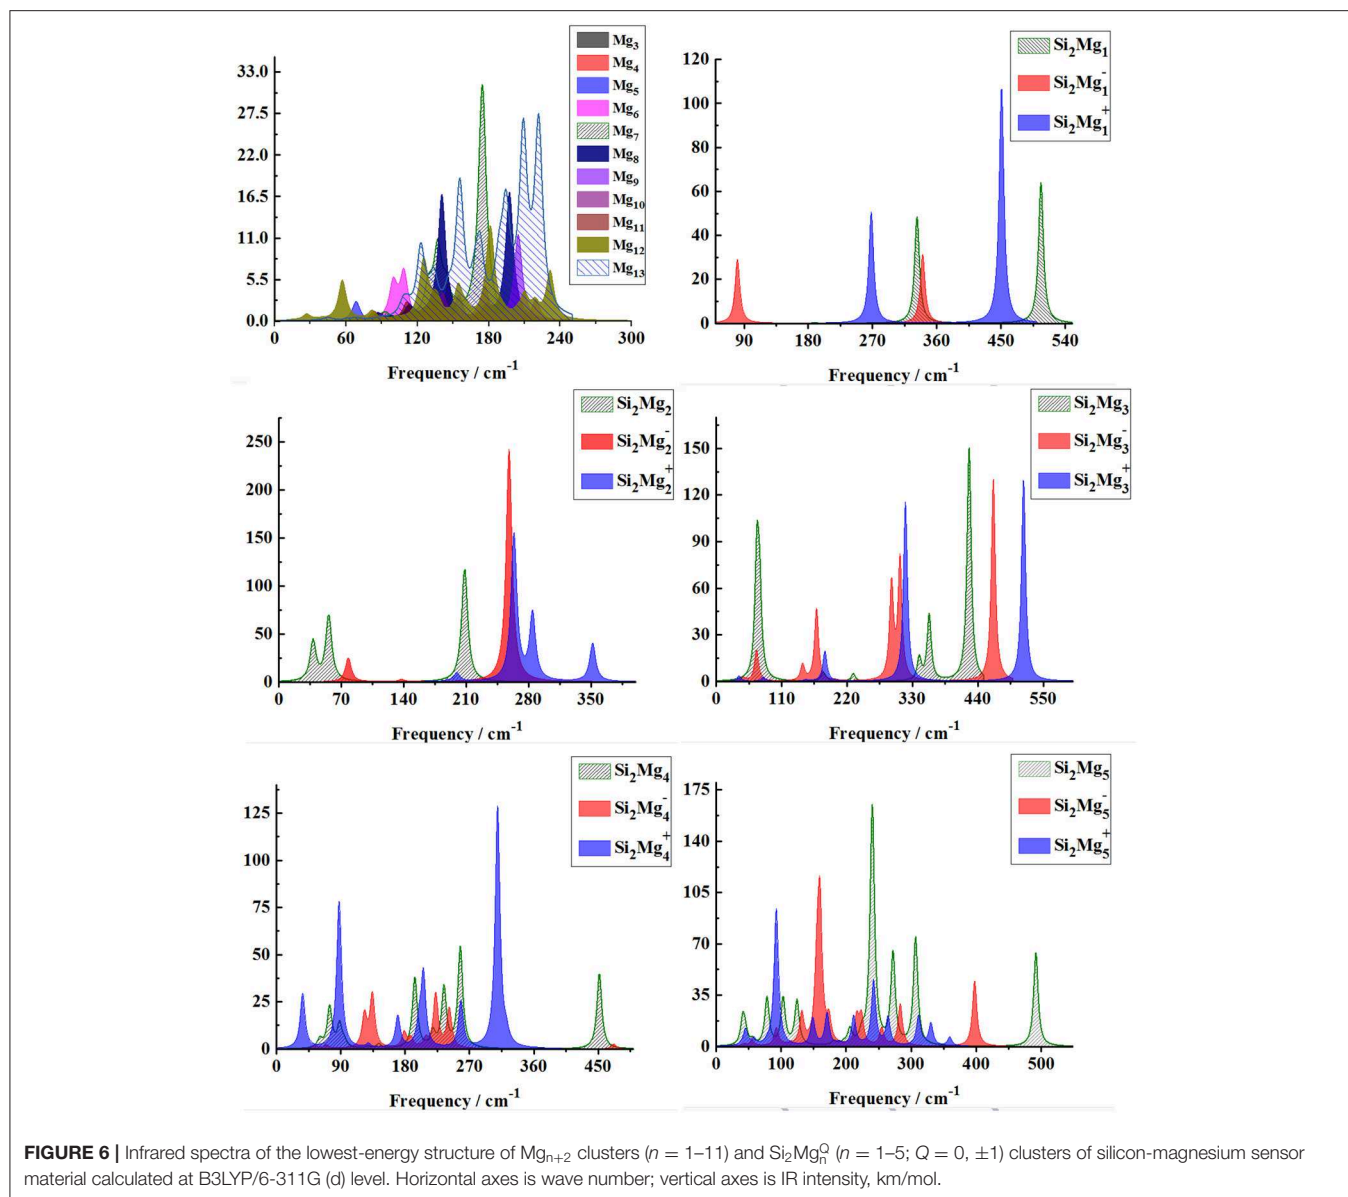 33.0
27.5
22.0
16.5
11.0
5.5
0.0
0 60 120 180 240 300
Frequency / cm⁻¹
Mg₃
Mg₄
Mg₅
Mg₆
Mg₇
Mg₈
Mg₉
Mg₁₀
Mg₁₁
Mg₁₂
Mg₁₃
120
100
80
60
40
20
0
90 180 270 360 450 540
Frequency / cm⁻¹
Si₂Mg₁
Si₂Mg₁⁻
Si₂Mg₁⁺
250
200
150
100
50
0
0 70 140 210 280 350
Frequency / cm⁻¹
Si₂Mg₂
Si₂Mg₂⁻
Si₂Mg₂⁺
150
120
90
60
30
0
0 110 220 330 440 550
Frequency / cm⁻¹
Si₂Mg₃
Si₂Mg₃⁻
Si₂Mg₃⁺
125
100
75
50
25
0
0 90 180 270 360 450
Frequency / cm⁻¹
Si₂Mg₄
Si₂Mg₄⁻
Si₂Mg₄⁺
175
140
105
70
35
0
0 100 200 300 400 500
Frequency / cm⁻¹
Si₂Mg₅
Si₂Mg₅⁻
Si₂Mg₅⁺
FIGURE 6 | Infrared spectra of the lowest-energy structure of Mgₙ₊₂ clusters (n = 1–11) and Si₂Mgₙ^Q (n = 1–5; Q = 0, ±1) clusters of silicon-magnesium sensor
material calculated at B3LYP/6-311G (d) level. Horizontal axes is wave number; vertical axes is IR intensity, km/mol.